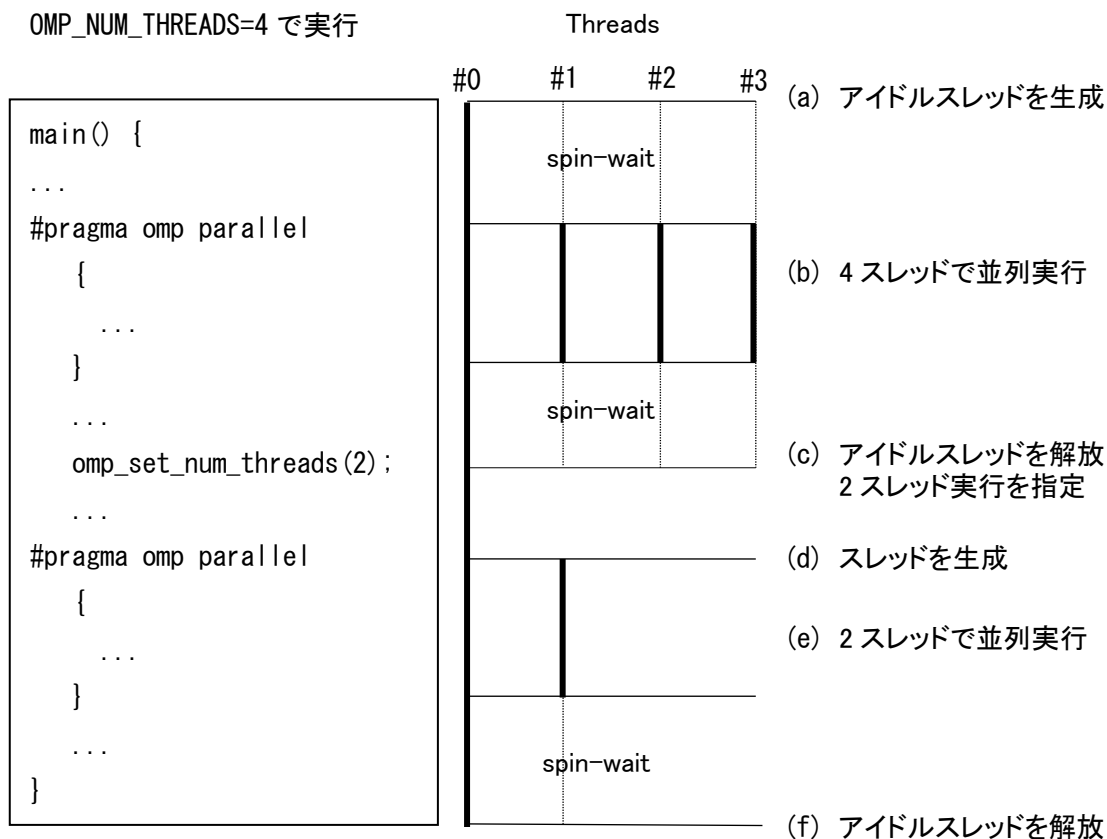 OMP_NUM_THREADS=4 で実行
Threads
#0 #1 #2 #3
(a) アイドルスレッドを生成
main() {
spin-wait
...
#pragma omp parallel
{
(b) 4 スレッドで並列実行
...
}
...
spin-wait
omp_set_num_threads(2);
(c) アイドルスレッドを解放
2 スレッド実行を指定
...
#pragma omp parallel
(d) スレッドを生成
{
...
(e) 2 スレッドで並列実行
}
...
spin-wait
}
(f) アイドルスレッドを解放